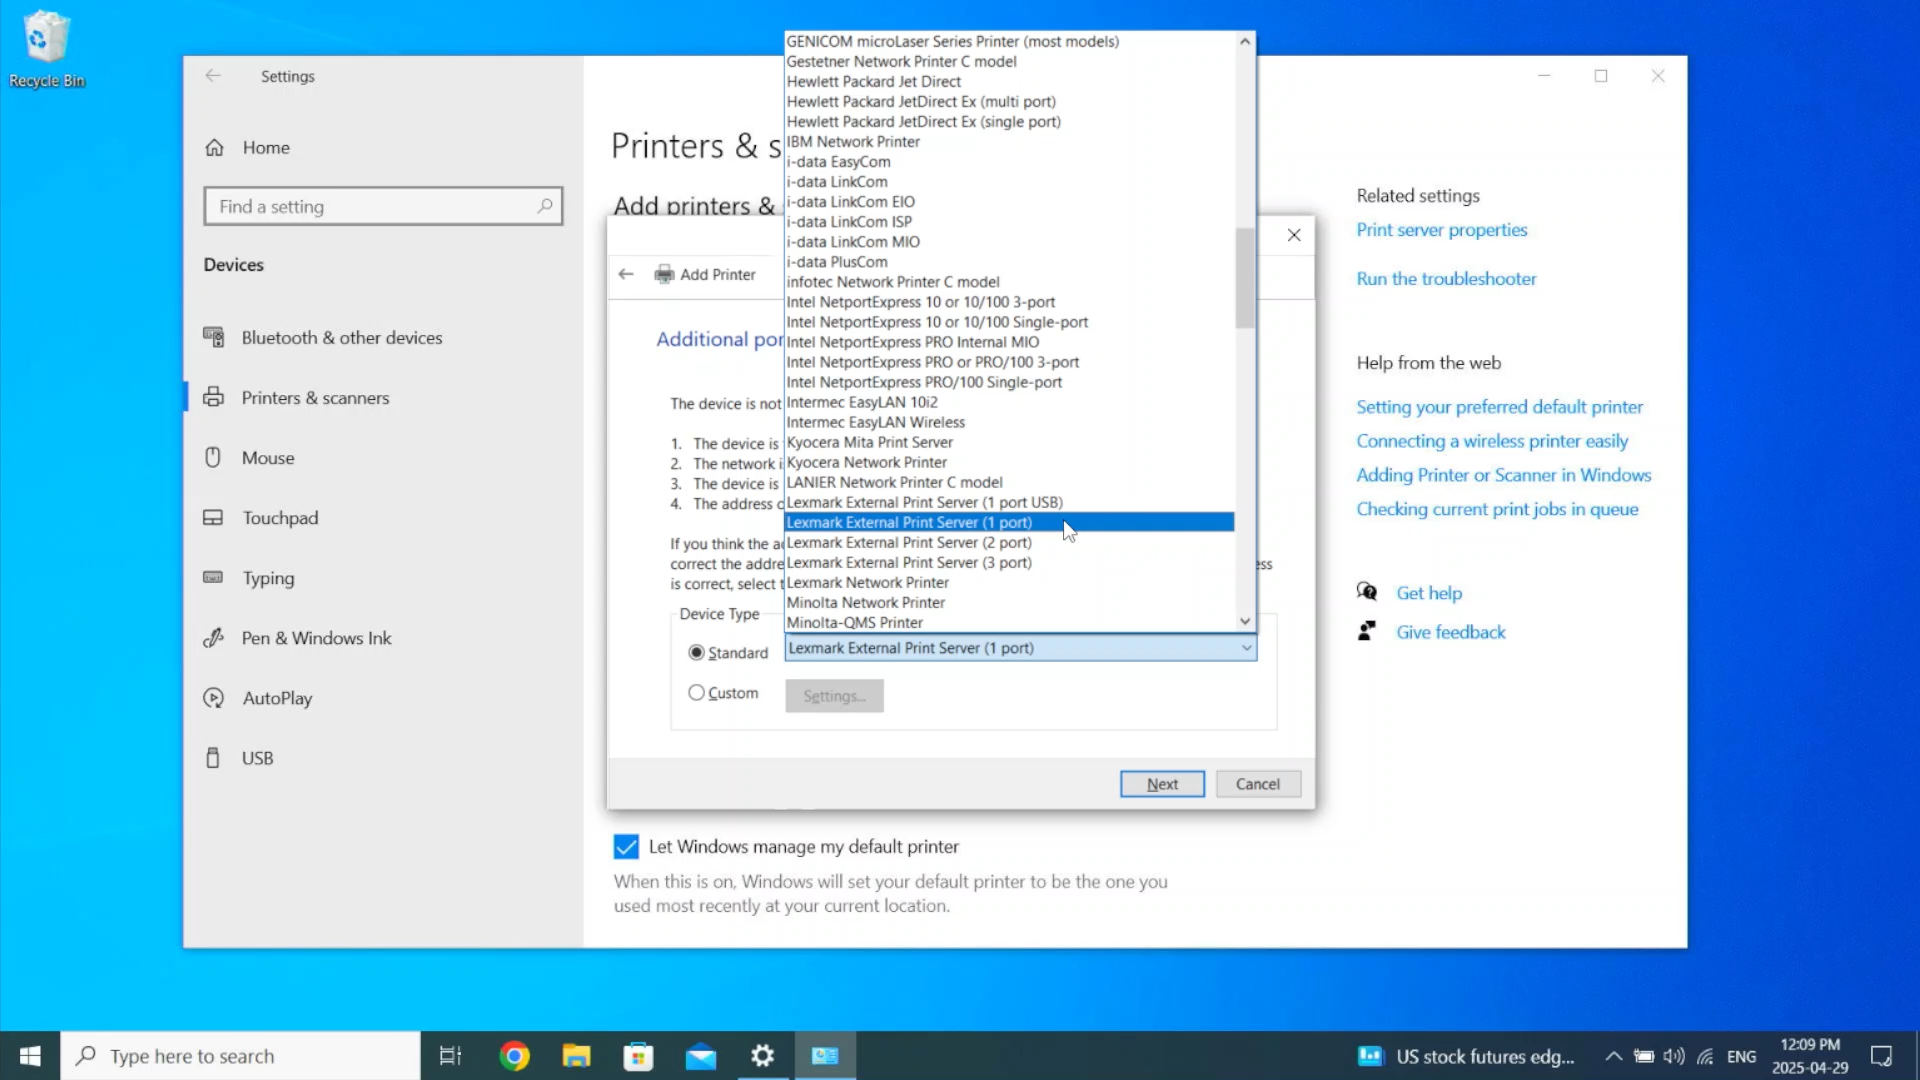 Recycle Bin
Settings
Home
Find a setting
Devices
Bluetooth & other devices
Printers & scanners
Mouse
Touchpad
Typing
Pen & Windows Ink
AutoPlay
USB
Printers & s
Add printers &
Add Printer
Additional por
The device is not
1. The device is
2. The network i
3. The device is
4. The address o
If you think the ad
correct the addre
ess
is correct, select t
Device Type
Standard
Custom
Settings...
GENICOM microLaser Series Printer (most models)
Gestetner Network Printer C model
Hewlett Packard Jet Direct
Hewlett Packard JetDirect Ex (multi port)
Hewlett Packard JetDirect Ex (single port)
IBM Network Printer
i-data EasyCom
i-data LinkCom
i-data LinkCom EIO
i-data LinkCom ISP
i-data LinkCom MIO
i-data PlusCom
infotec Network Printer C model
Intel NetportExpress 10 or 10/100 3-port
Intel NetportExpress 10 or 10/100 Single-port
Intel NetportExpress PRO Internal MIO
Intel NetportExpress PRO or PRO/100 3-port
Intel NetportExpress PRO/100 Single-port
Intermec EasyLAN 10i2
Intermec EasyLAN Wireless
Kyocera Mita Print Server
Kyocera Network Printer
LANIER Network Printer C model
Lexmark External Print Server (1 port USB)
Lexmark External Print Server (1 port)
Lexmark External Print Server (2 port)
Lexmark External Print Server (3 port)
Lexmark Network Printer
Minolta Network Printer
Minolta-QMS Printer
Lexmark External Print Server (1 port)
Next
Cancel
Let Windows manage my default printer
When this is on, Windows will set your default printer to be the one you
used most recently at your current location.
Related settings
Print server properties
Run the troubleshooter
Help from the web
Setting your preferred default printer
Connecting a wireless printer easily
Adding Printer or Scanner in Windows
Checking current print jobs in queue
Get help
Give feedback
Type here to search
US stock futures edg...
ENG
12:09 PM
2025-04-29